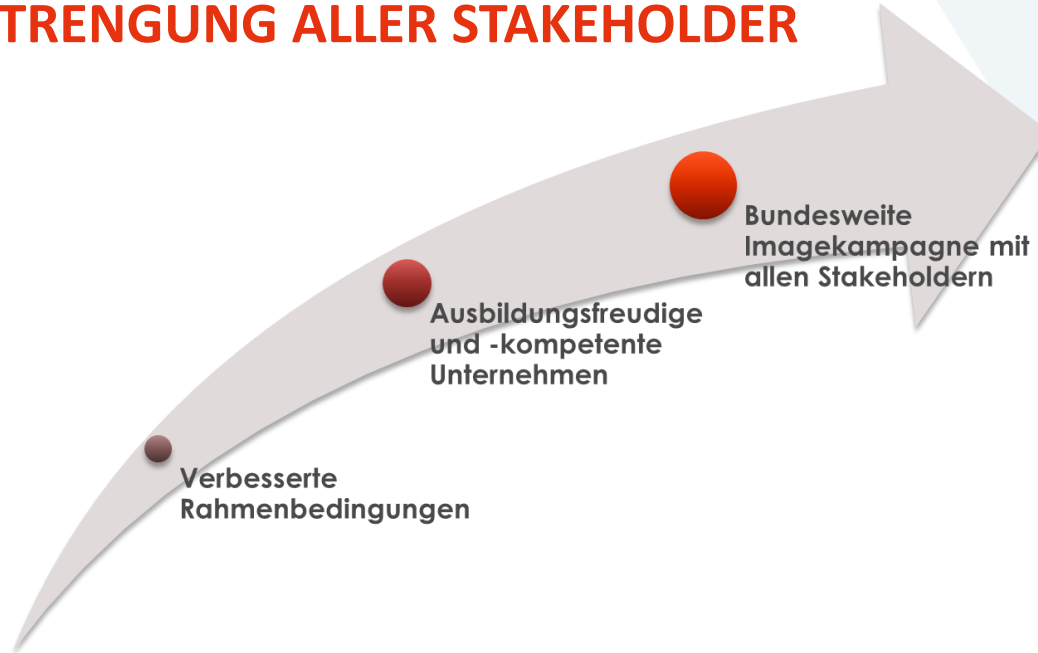 TRENGUNG ALLER STAKEHOLDER
Bundesweite
Imagekampagne mit
allen Stakeholdern
Ausbildungsfreudige
und -kompetente
Unternehmen
Verbesserte
Rahmenbedingungen